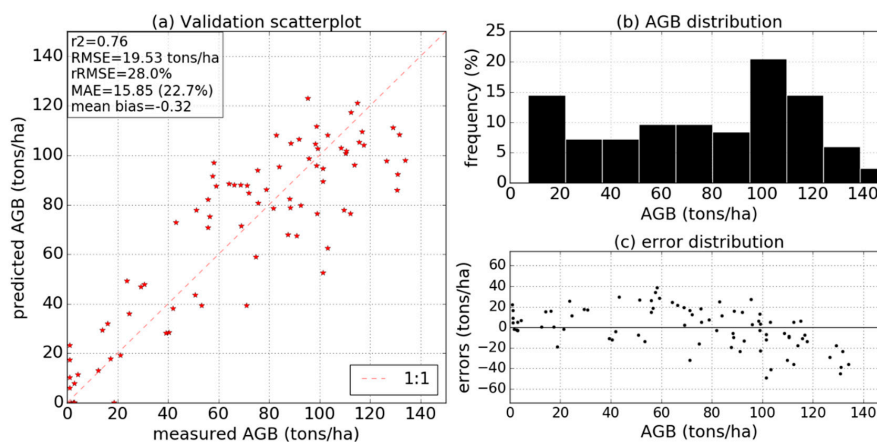 (a) Validation scatterplot
r2=0.76
RMSE=19.53 tons/ha
rRMSE=28.0%
MAE=15.85 (22.7%)
mean bias=-0.32
predicted AGB (tons/ha)
140
120
100
80
60
40
20
0
0 20 40 60 80 100 120 140
measured AGB (tons/ha)
1:1
(b) AGB distribution
frequency (%)
25
20
15
10
5
0
0 20 40 60 80 100 120 140
AGB (tons/ha)
(c) error distribution
errors (tons/ha)
60
40
20
0
−20
−40
−60
0 20 40 60 80 100 120 140
AGB (tons/ha)